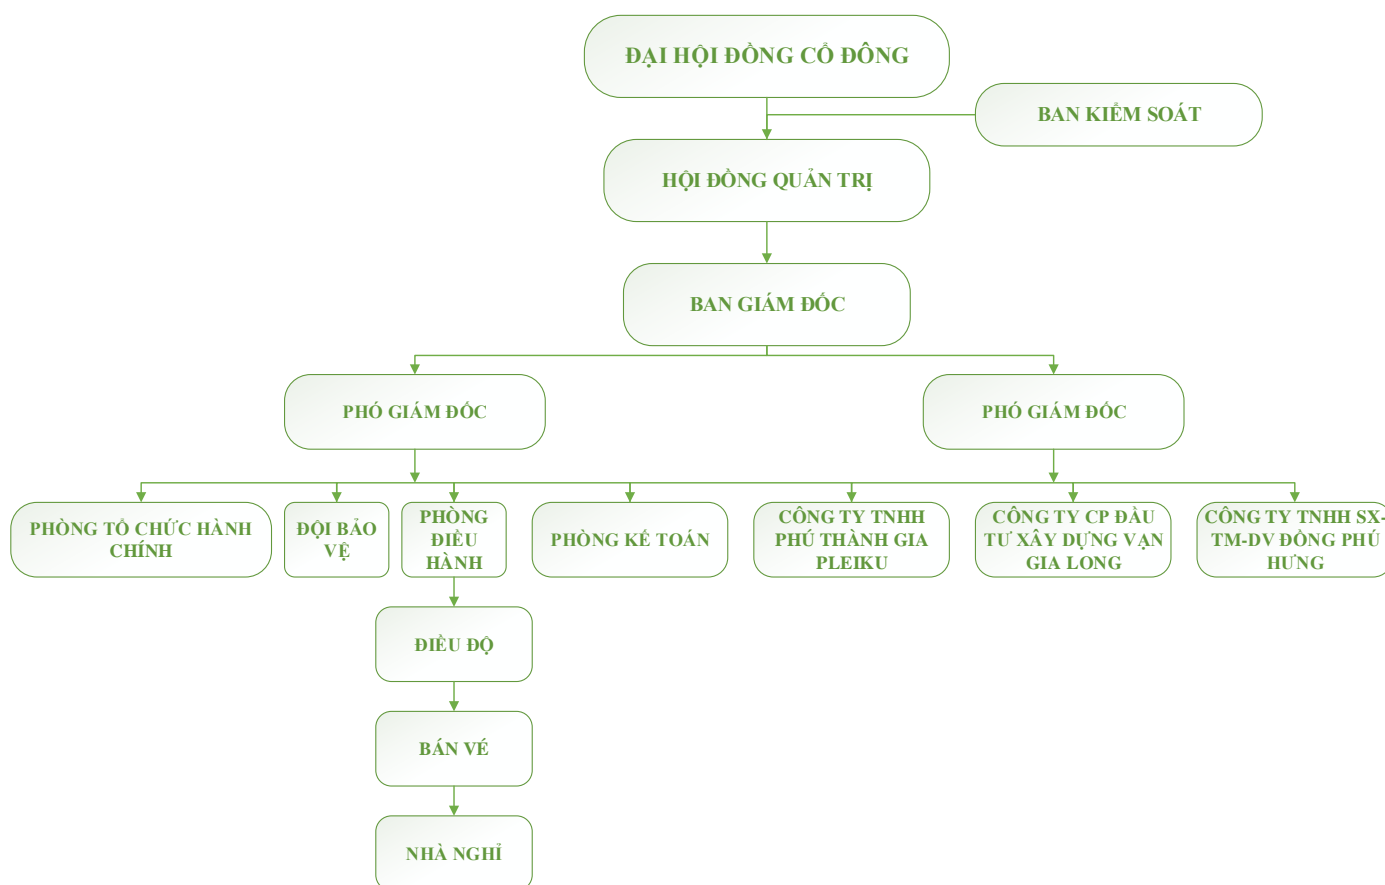 ĐẠI HỘI ĐỒNG CỔ ĐÔNG
BAN KIỂM SOÁT
HỘI ĐỒNG QUẢN TRỊ
BAN GIÁM ĐỐC
PHÓ GIÁM ĐỐC
PHÓ GIÁM ĐỐC
PHÒNG TỔ CHỨC HÀNH
CHÍNH
ĐỘI BẢO
VỆ
PHÒNG
ĐIỀU
HÀNH
PHÒNG KẾ TOÁN
CÔNG TY TNHH
PHÚ THÀNH GIA
PLEIKU
CÔNG TY CP ĐẦU
TƯ XÂY DỰNG VẠN
GIA LONG
CÔNG TY TNHH SX-
TM-DV ĐỒNG PHÚ
HƯNG
ĐIỀU ĐỘ
BÁN VÉ
NHÀ NGHỈ